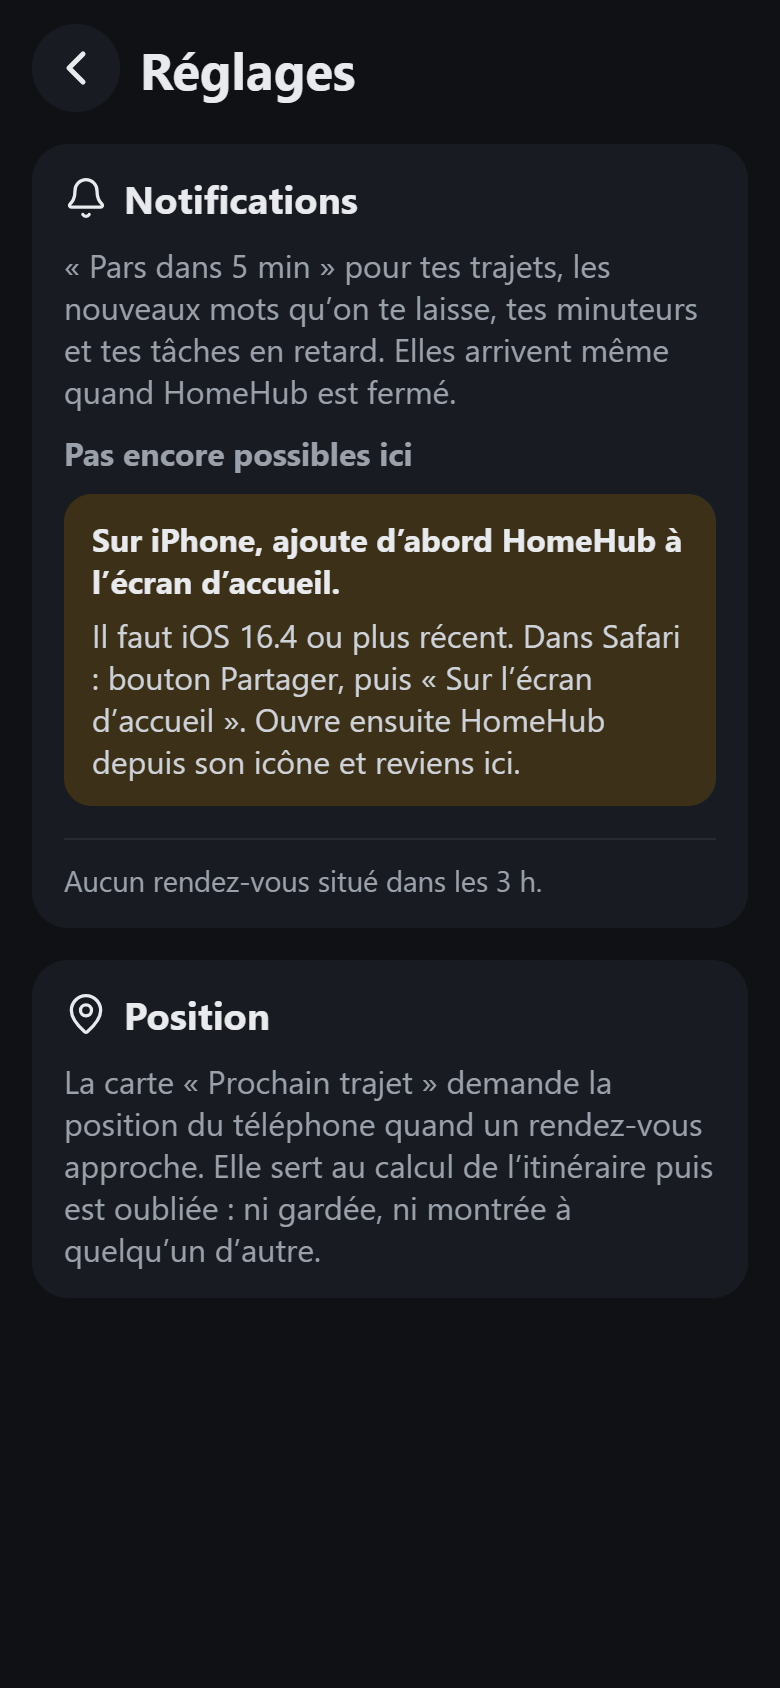 Réglages
Notifications
« Pars dans 5 min » pour tes trajets, les
nouveaux mots qu’on te laisse, tes minuteurs
et tes tâches en retard. Elles arrivent même
quand HomeHub est fermé.
Pas encore possibles ici
Sur iPhone, ajoute d’abord HomeHub à
l’écran d’accueil.
Il faut iOS 16.4 ou plus récent. Dans Safari
: bouton Partager, puis « Sur l’écran
d’accueil ». Ouvre ensuite HomeHub
depuis son icône et reviens ici.
Aucun rendez-vous situé dans les 3 h.
Position
La carte « Prochain trajet » demande la
position du téléphone quand un rendez-vous
approche. Elle sert au calcul de l’itinéraire puis
est oubliée : ni gardée, ni montrée à
quelqu’un d’autre.